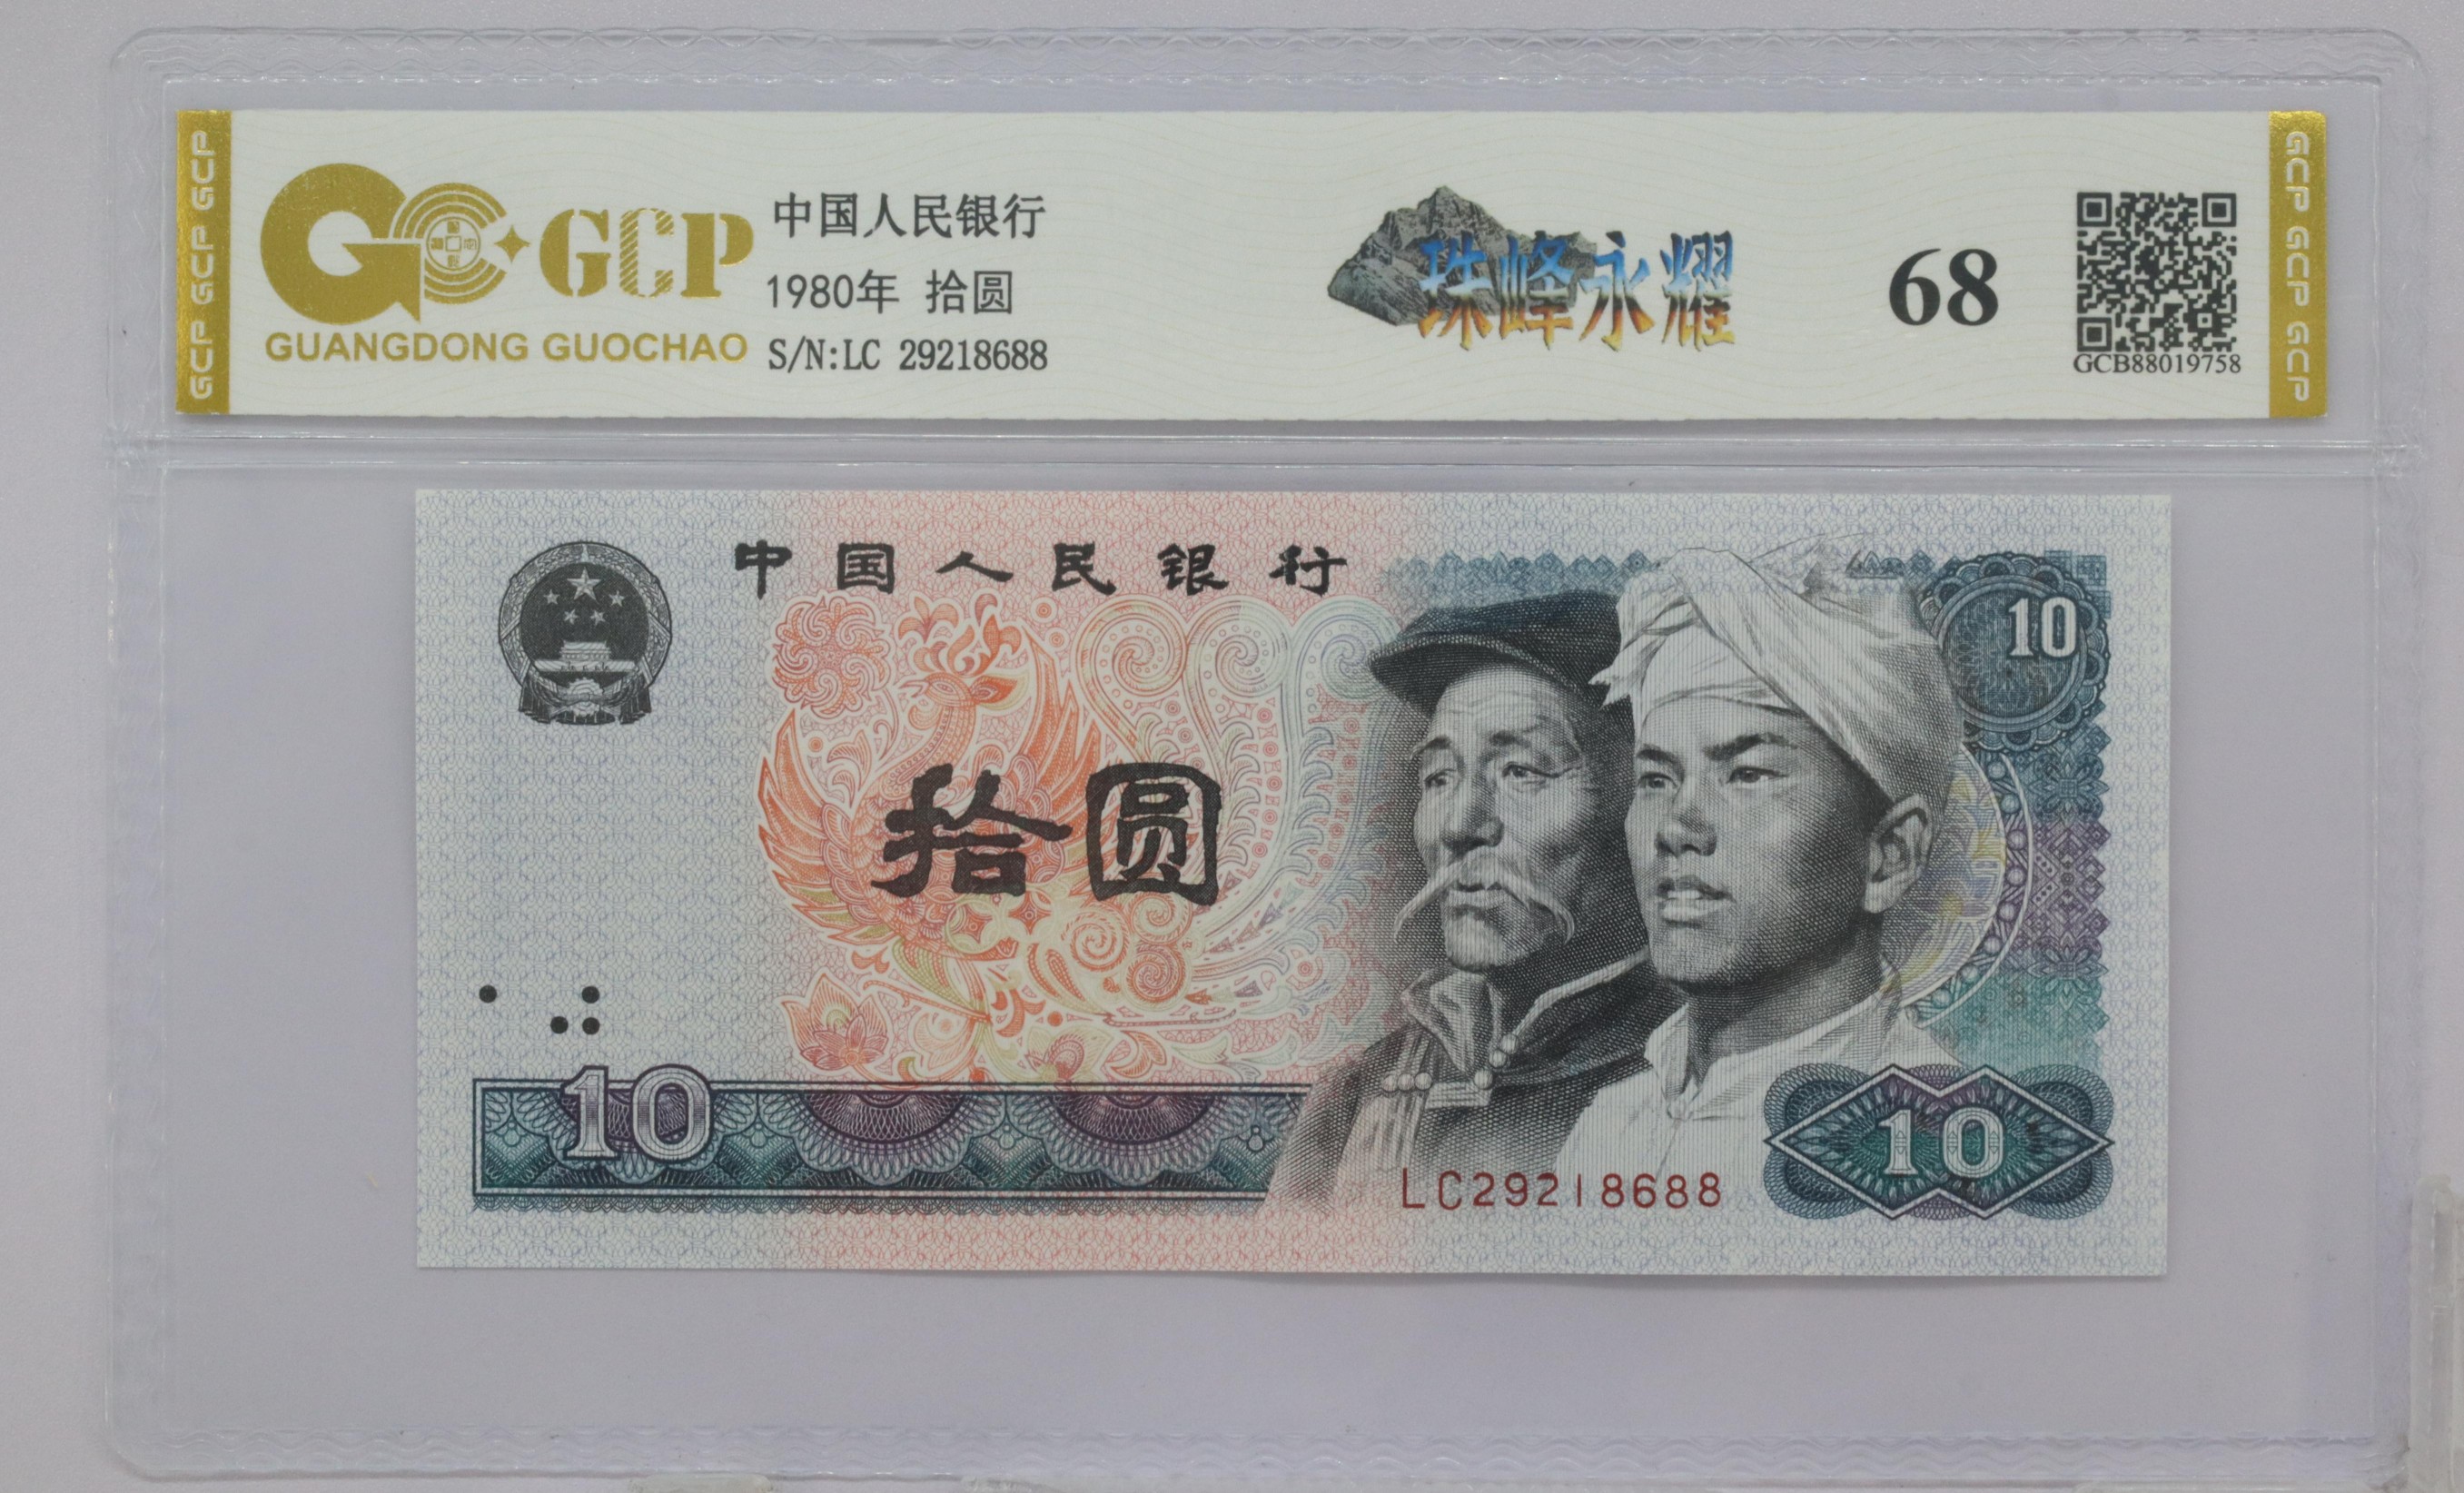 GCP GCP GCP GCP
GCP
GUANGDONG GUOCHAO
中国人民银行
1980年 拾圆
S/N:LC 29218688
珠峰永耀
68
GCB88019758
GCP GCP GCP GCP
中国人民银行
10
拾圆
10
LC29218688
10